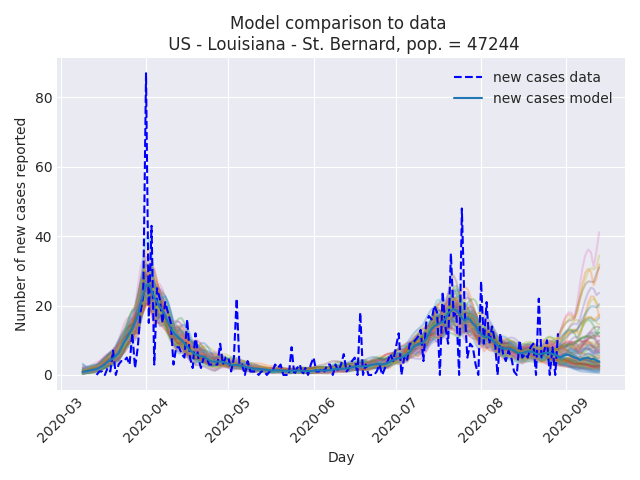 Model comparison to data
US - Louisiana - St. Bernard, pop. = 47244
new cases data
new cases model
Number of new cases reported
80
60
40
20
0
2020-03
2020-04
2020-05
2020-06
2020-07
2020-08
2020-09
Day